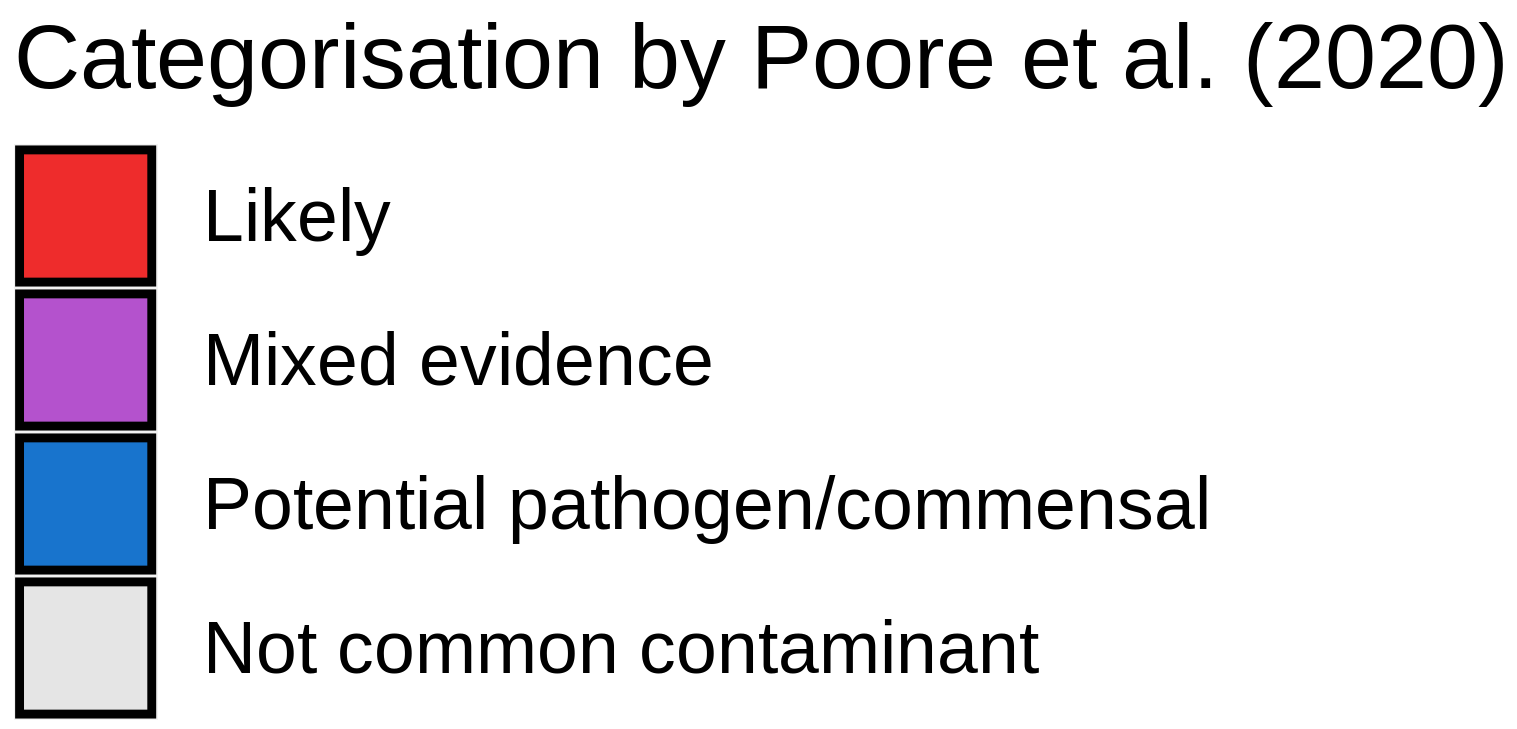 Categorisation by Poore et al. (2020)
Likely
Mixed evidence
Potential pathogen/commensal
Not common contaminant